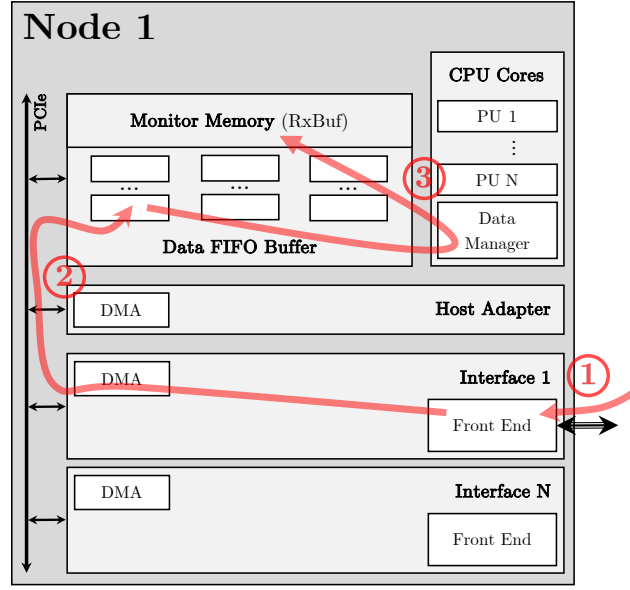 Node 1
PCIe
CPU Cores
PU 1
⋮
PU N
Data
Manager
Monitor Memory (RxBuf)
...
...
...
Data FIFO Buffer
3
2
DMA
Host Adapter
DMA
Interface 1
1
Front End
DMA
Interface N
Front End